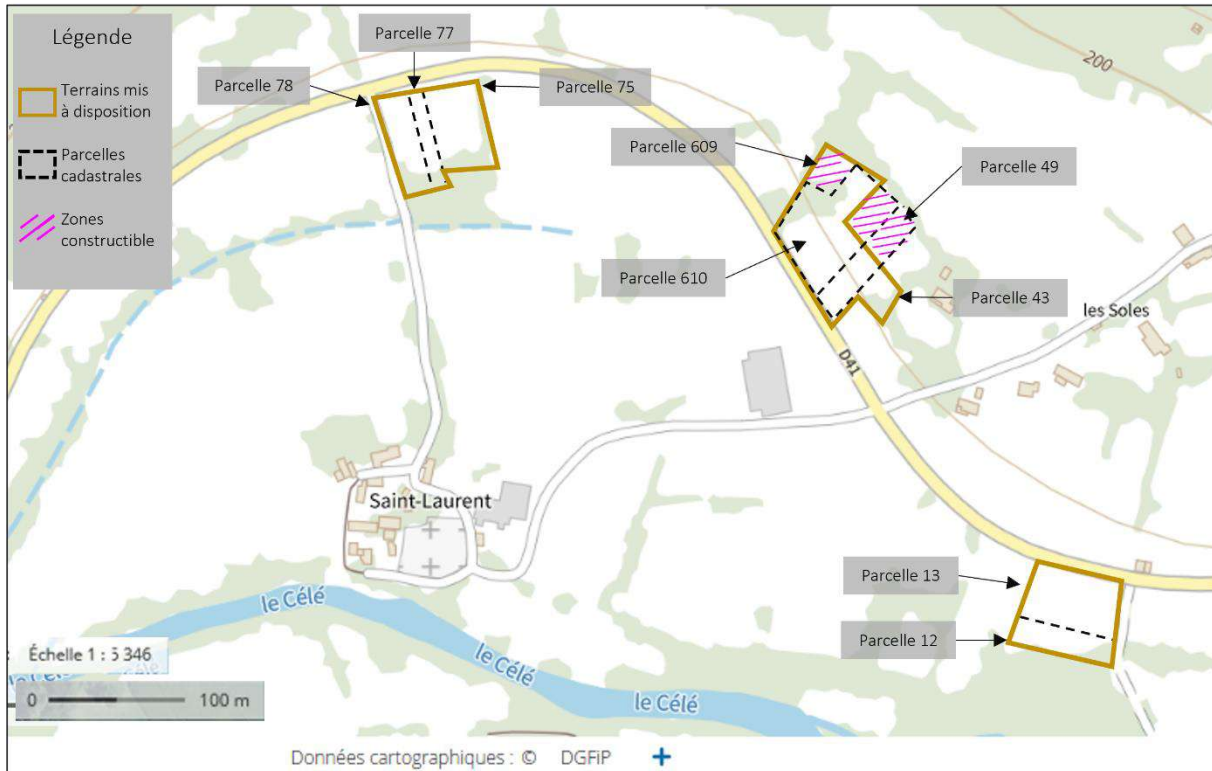 Légende
Terrains mis
à disposition
Parcelles
cadastrales
Zones
constructible
Parcelle 77
Parcelle 78
Parcelle 75
Parcelle 609
Parcelle 49
Parcelle 610
Parcelle 43
200
les Soles
D41
Saint-Laurent
Parcelle 13
Parcelle 12
le Célé
le Célé
le Célé
Échelle 1 : 5 346
0 100 m
Données cartographiques : © DGFiP +